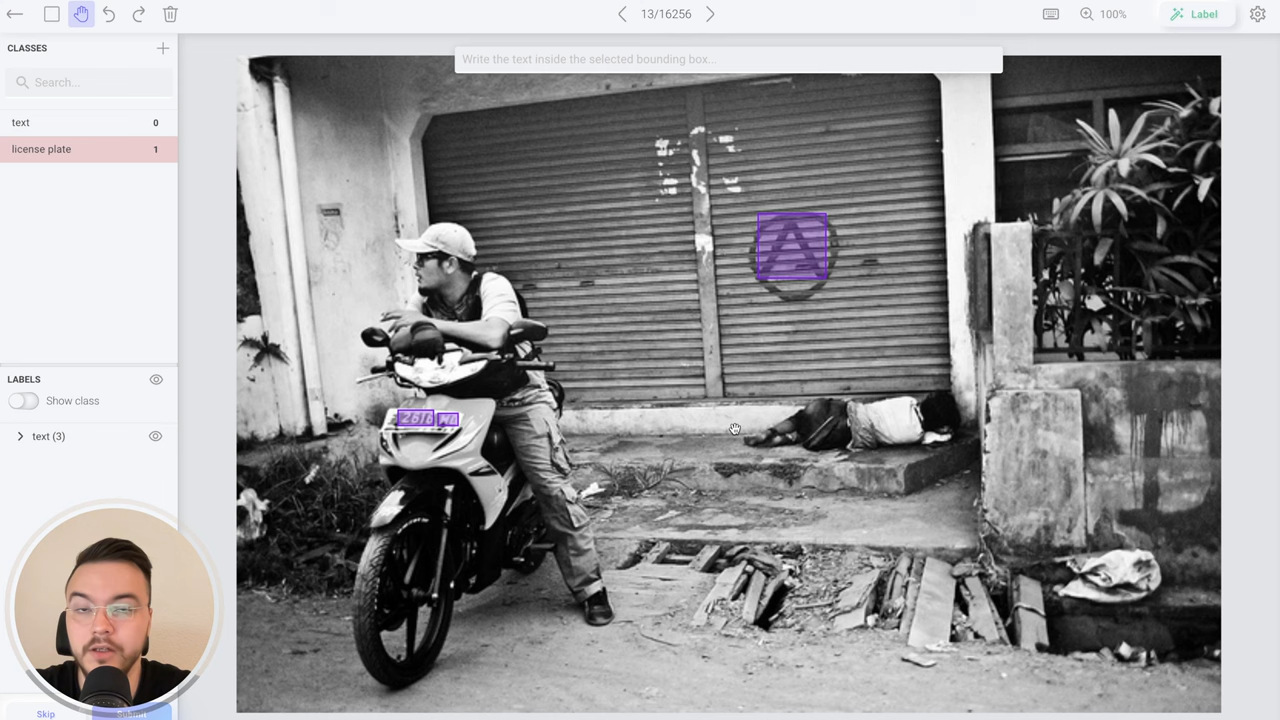 13/16256
100%
Label
CLASSES
Search...
text 0
license plate 1
Write the text inside the selected bounding box...
A
LABELS
Show class
text (3)
Skip
Submit